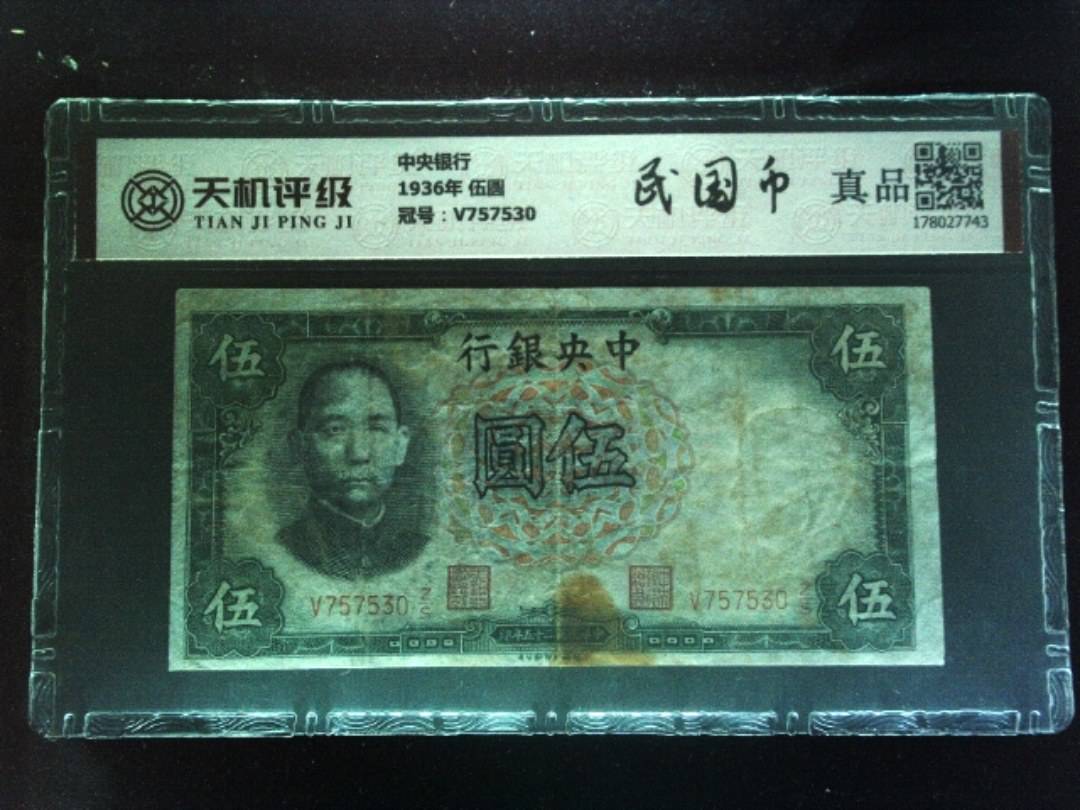 天机评级
TIAN JI PING JI
中央银行
1936年 伍圆
冠号：V757530
民国币
真品
178027743
伍
行銀央中
伍
圓伍
V757530
V757530
伍
伍